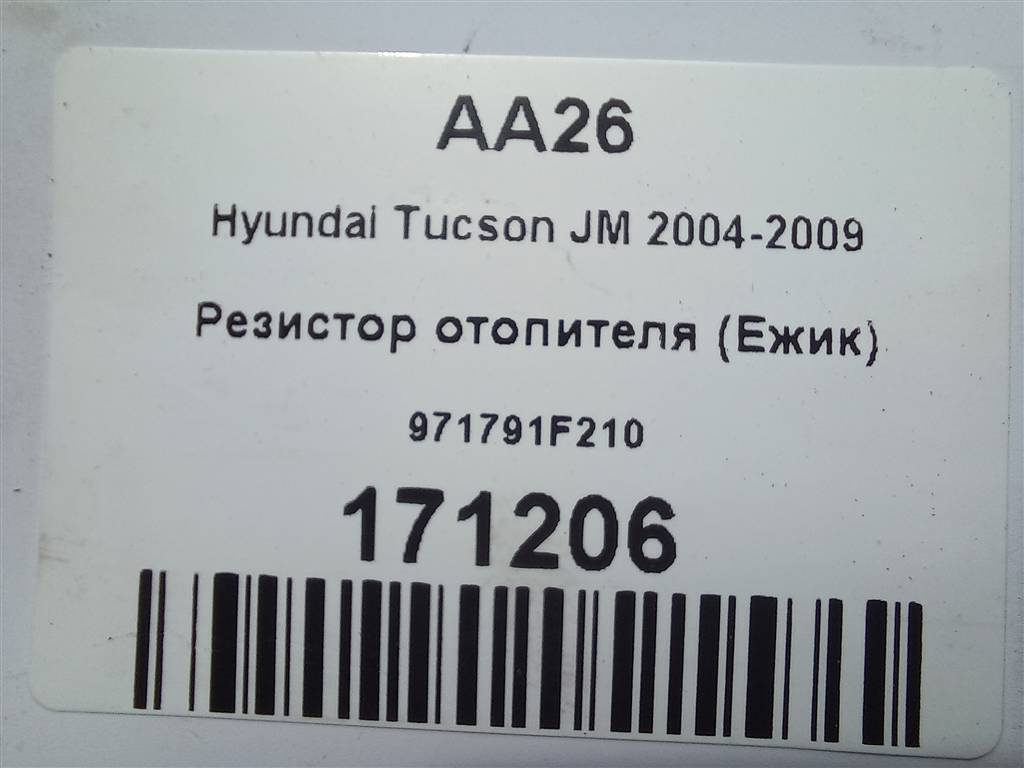 AA26
Hyundai Tucson JM 2004-2009
Резистор отопителя (Ежик)
971791F210
171206